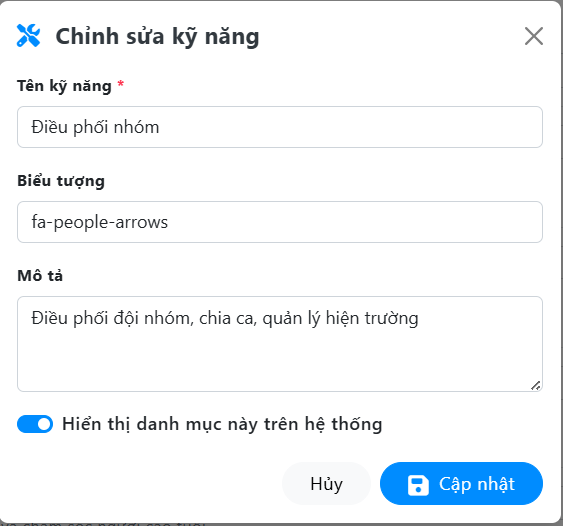 Chỉnh sửa kỹ năng
Tên kỹ năng *
Điều phối nhóm
Biểu tượng
fa-people-arrows
Mô tả
Điều phối đội nhóm, chia ca, quản lý hiện trường
Hiển thị danh mục này trên hệ thống
Hủy
Cập nhật